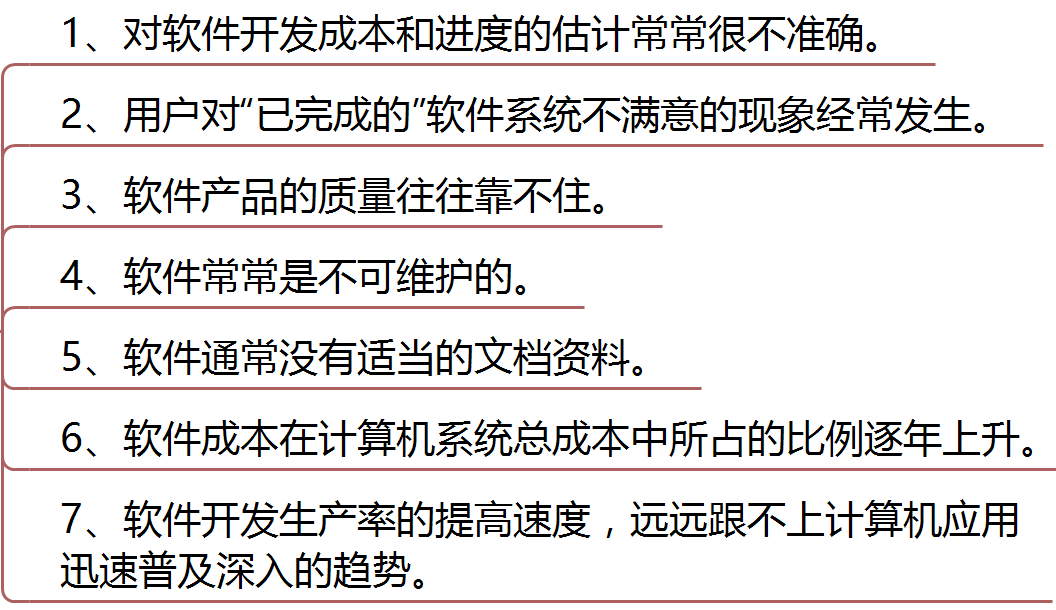 1、对软件开发成本和进度的估计常常很不准确。
2、用户对“已完成的”软件系统不满意的现象经常发生。
3、软件产品的质量往往靠不住。
4、软件常常是不可维护的。
5、软件通常没有适当的文档资料。
6、软件成本在计算机系统总成本中所占的比例逐年上升。
7、软件开发生产率的提高速度，远远跟不上计算机应用
迅速普及深入的趋势。